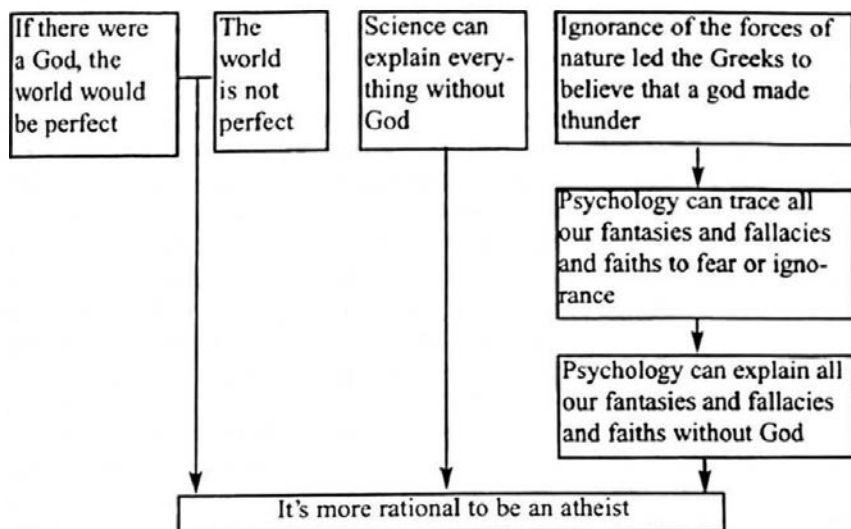 If there were
a God, the
world would
be perfect
The
world
is not
perfect
Science can
explain every-
thing without
God
Ignorance of the forces of
nature led the Greeks to
believe that a god made
thunder
Psychology can trace all
our fantasies and fallacies
and faiths to fear or igno-
rance
Psychology can explain all
our fantasies and fallacies
and faiths without God
It's more rational to be an atheist